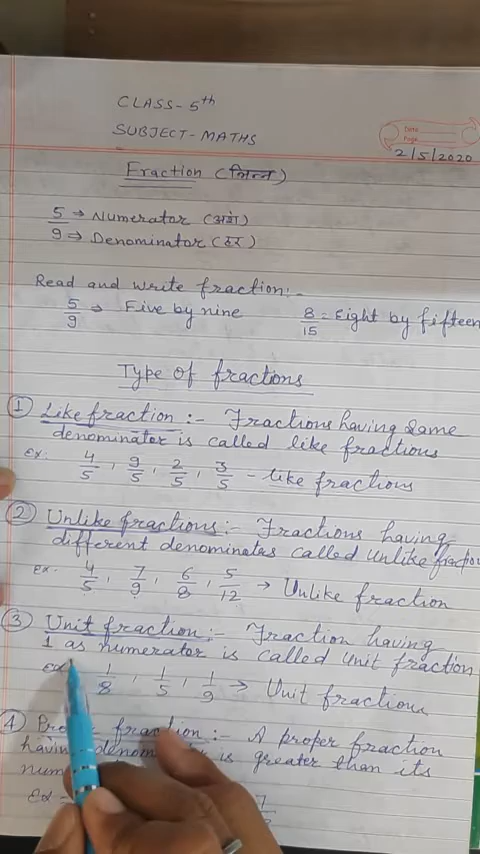 CLASS-5th
SUBJECT-MATHS
Date
Page
2/5/2020
Fraction (भिन्न)
5 → Numerator (अंश)
9 → Denominator (हर)
Read and write fraction:-
5/9 → Five by nine 8/15 = Eight by fifteen
Type of fractions
① Like fraction :- Fractions having same
denominator is called like fractions
Ex: 4/5, 9/5, 2/5, 3/5 - like fractions
② Unlike fractions :- Fractions having
different denominates called unlike
Ex. 4/5, 7/9, 6/8, 5/12 → Unlike fraction
③ Unit fraction :- Fraction having
1 as numerator is called unit fraction
Ex 1/8, 1/5, 1/9 → Unit fractions
④ fraction :- A proper fraction
is greater than its
Ex =